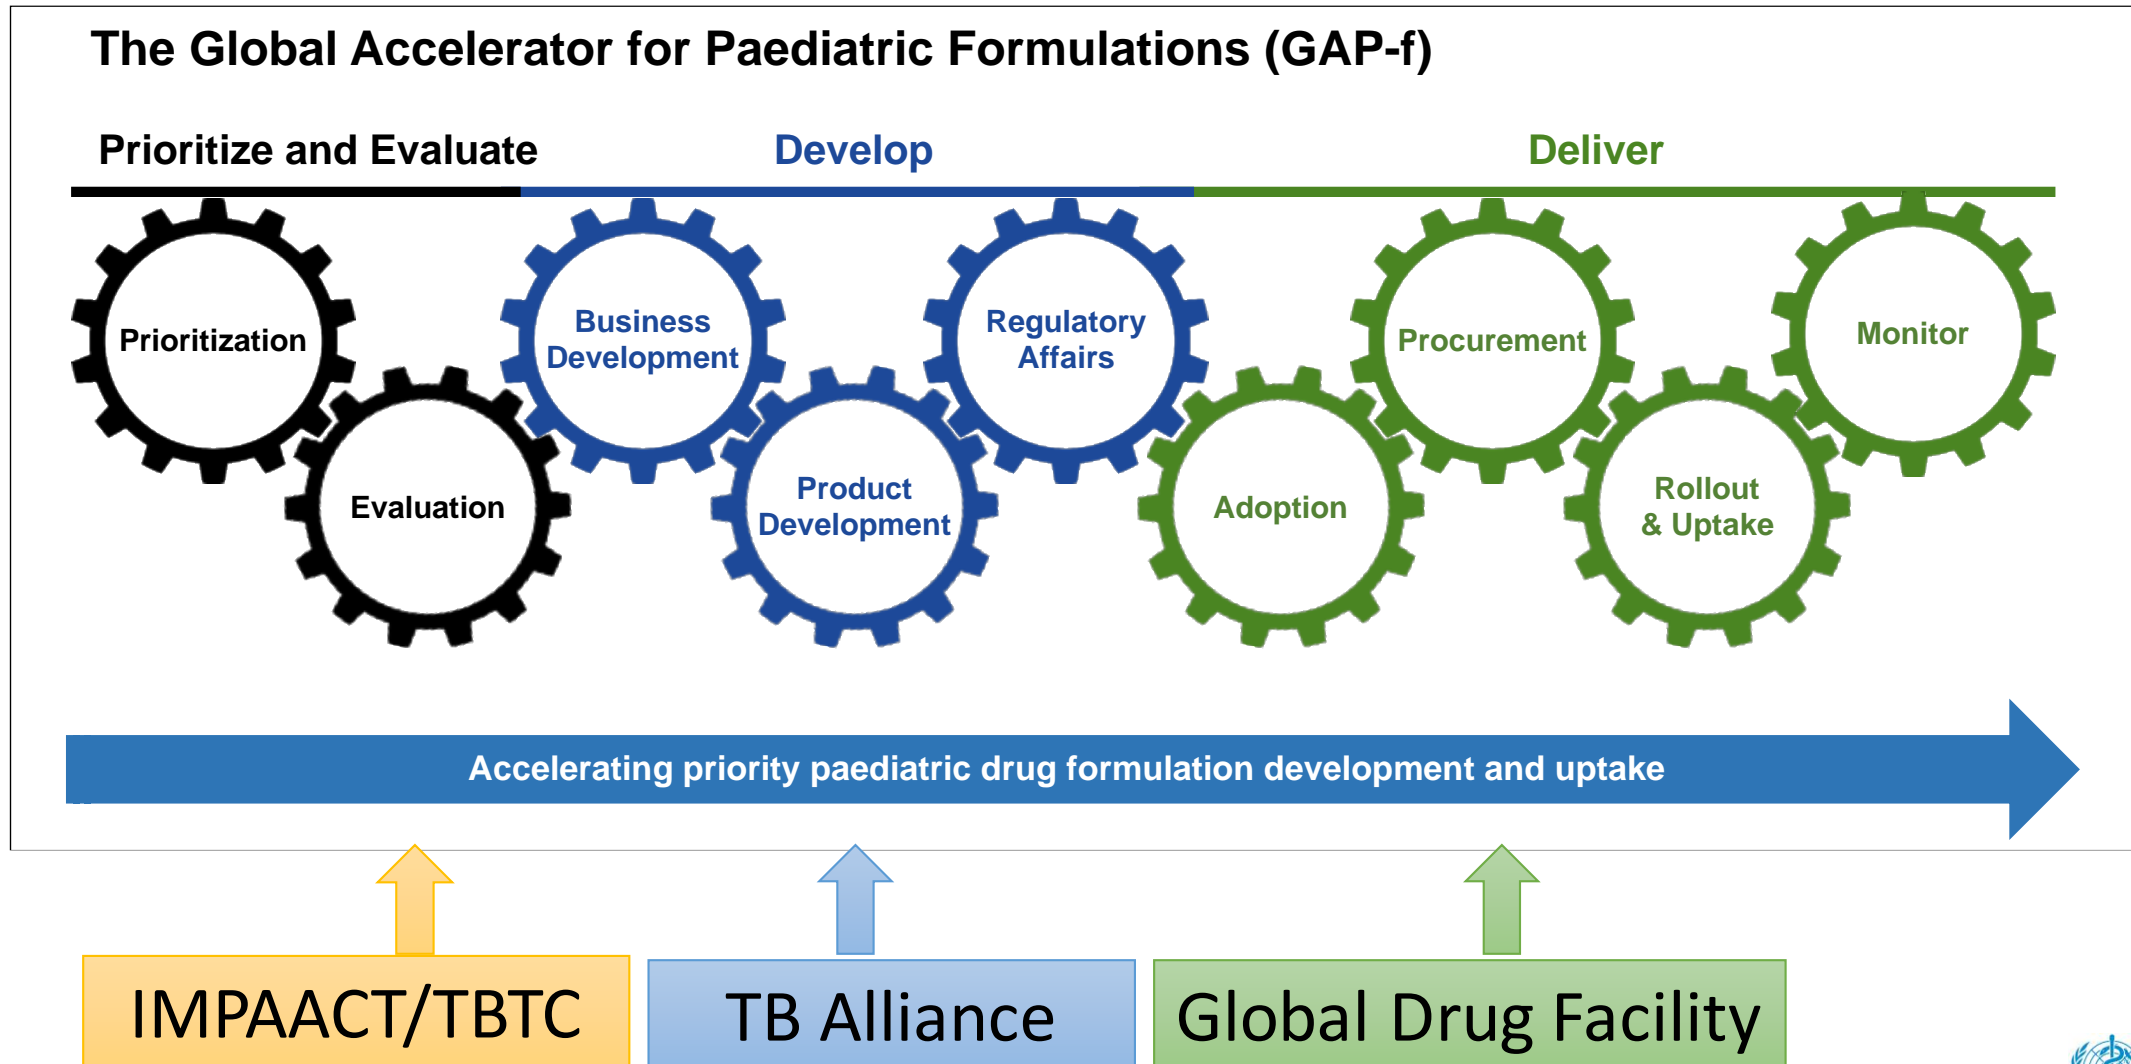 The Global Accelerator for Paediatric Formulations (GAP-f)
Prioritize and Evaluate
Develop
Deliver
Prioritization
Evaluation
Business
Development
Product
Development
Regulatory
Affairs
Adoption
Procurement
Rollout
& Uptake
Monitor
Accelerating priority paediatric drug formulation development and uptake
IMPAACT/TBTC
TB Alliance
Global Drug Facility